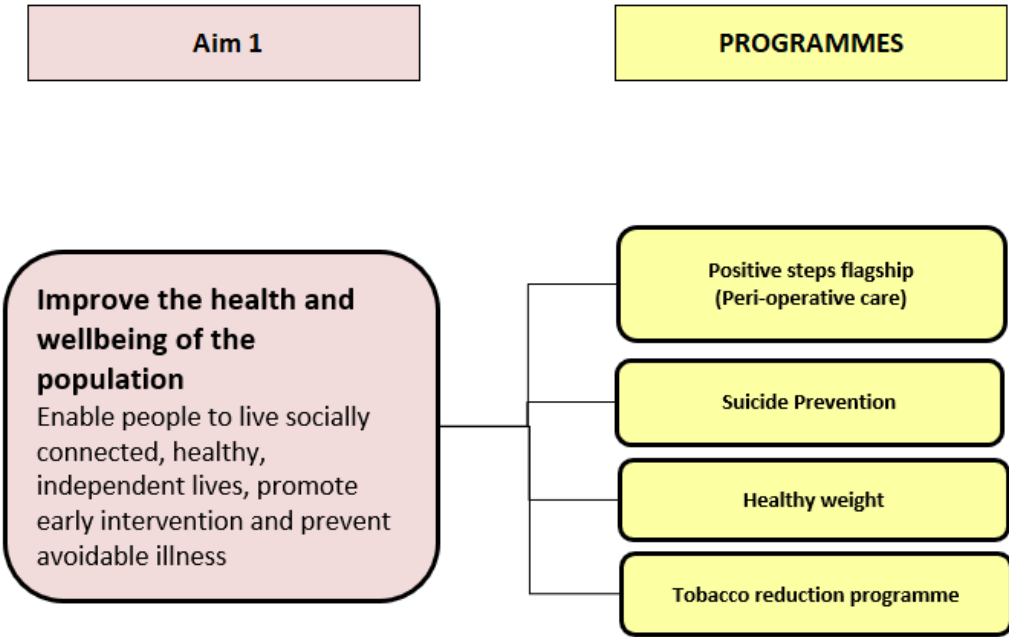 Aim 1
PROGRAMMES
Improve the health and
wellbeing of the
population
Enable people to live socially
connected, healthy,
independent lives, promote
early intervention and prevent
avoidable illness
Positive steps flagship
(Peri-operative care)
Suicide Prevention
Healthy weight
Tobacco reduction programme